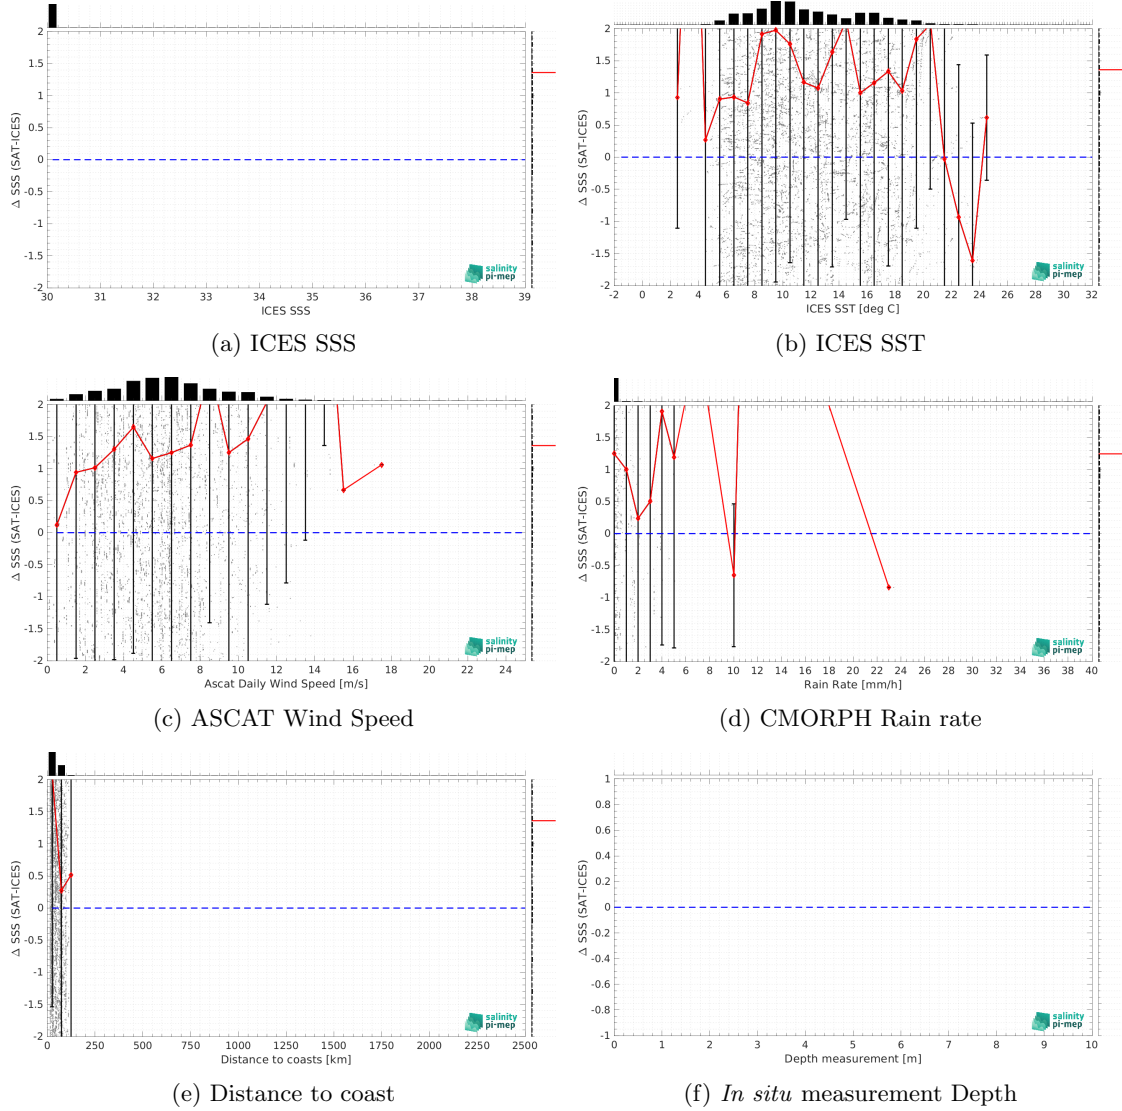 2
1.5
1
0.5
0
-0.5
-1
-1.5
-2
Δ SSS (SAT-ICES)
30 31 32 33 34 35 36 37 38 39
ICES SSS
salinity
pi-mep
(a) ICES SSS
2
1.5
1
0.5
0
-0.5
-1
-1.5
-2
Δ SSS (SAT-ICES)
-2 0 2 4 6 8 10 12 14 16 18 20 22 24 26 28 30 32
ICES SST [deg C]
salinity
pi-mep
(b) ICES SST
2
1.5
1
0.5
0
-0.5
-1
-1.5
-2
Δ SSS (SAT-ICES)
0 2 4 6 8 10 12 14 16 18 20 22 24
Ascat Daily Wind Speed [m/s]
salinity
pi-mep
(c) ASCAT Wind Speed
2
1.5
1
0.5
0
-0.5
-1
-1.5
-2
Δ SSS (SAT-ICES)
0 2 4 6 8 10 12 14 16 18 20 22 24 26 28 30 32 34 36 38 40
Rain Rate [mm/h]
salinity
pi-mep
(d) CMORPH Rain rate
2
1.5
1
0.5
0
-0.5
-1
-1.5
-2
Δ SSS (SAT-ICES)
0 250 500 750 1000 1250 1500 1750 2000 2250 2500
Distance to coasts [km]
salinity
pi-mep
(e) Distance to coast
1
0.8
0.6
0.4
0.2
0
-0.2
-0.4
-0.6
-0.8
-1
Δ SSS (SAT-ICES)
0 1 2 3 4 5 6 7 8 9 10
Depth measurement [m]
salinity
pi-mep
(f) In situ measurement Depth